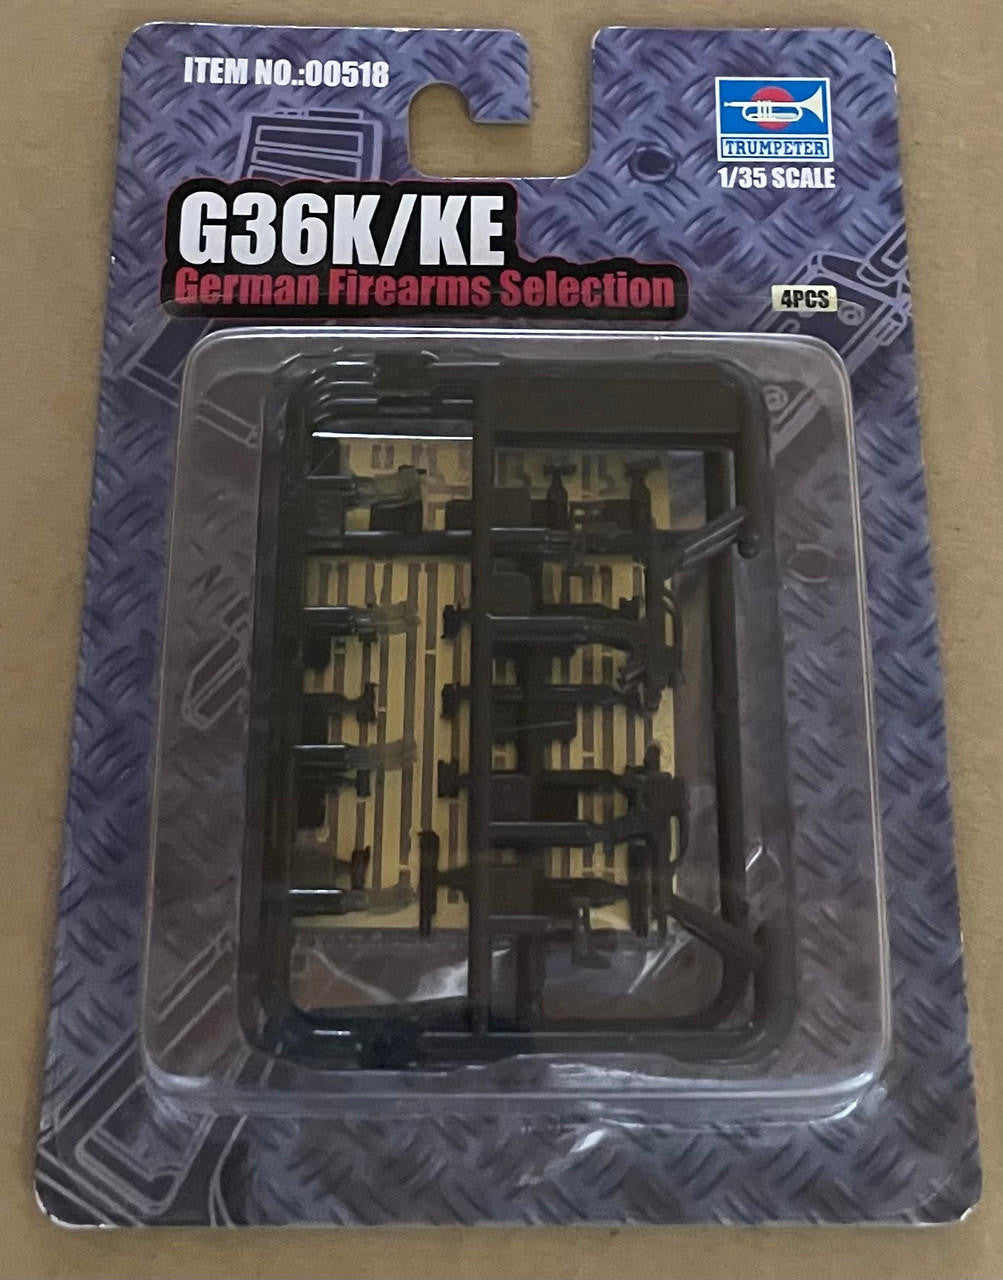 ITEM NO.:00518
TRUMPETER
1/35 SCALE
G36K/KE
German Firearms Selection
4PCS